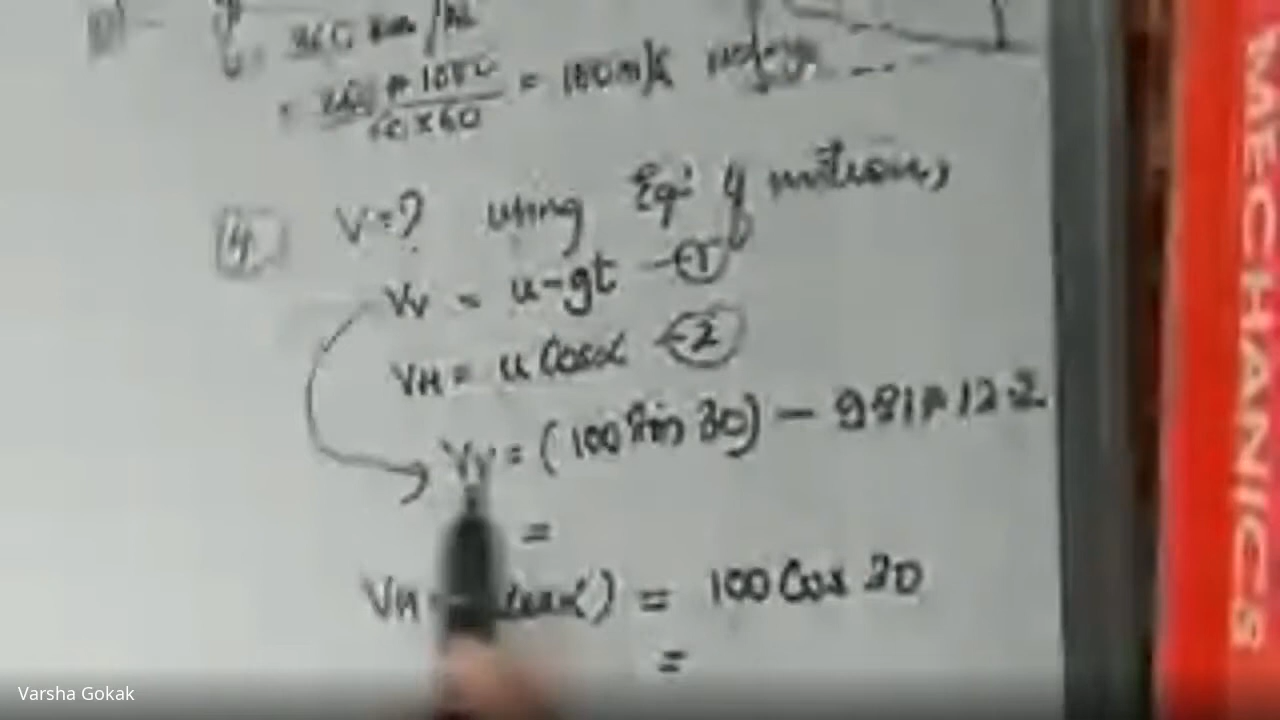 360 km/hr
= 360 * 1000 / 60 x 60 = 100 m/s
(4) V = ? using Eqn of motion,
Vv = u - gt - (1)
VH = u Cosα - (2)
Vv = (100 Sin 30) - 9.81 * 12.2
=
VH = = 100 Cos 30
=
MECHANICS
Varsha Gokak